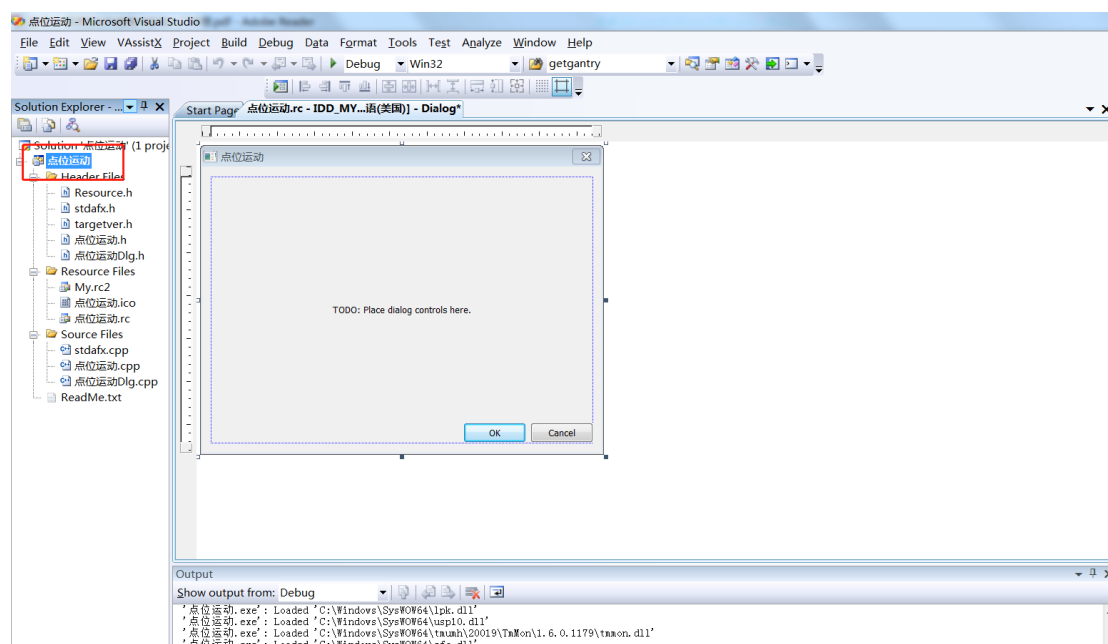 点位运动 - Microsoft Visual Studio
File Edit View VAssistX Project Build Debug Data Format Tools Test Analyze Window Help
Debug Win32 getgantry
Solution Explorer - ...
Start Page 点位运动.rc - IDD_MY...语(美国)] - Dialog*
Solution '点位运动' (1 proje
点位运动
Header Files
Resource.h
stdafx.h
targetver.h
点位运动.h
点位运动Dlg.h
Resource Files
My.rc2
点位运动.ico
点位运动.rc
Source Files
stdafx.cpp
点位运动.cpp
点位运动Dlg.cpp
ReadMe.txt
点位运动
TODO: Place dialog controls here.
OK Cancel
Output
Show output from: Debug
'点位运动.exe': Loaded 'C:\Windows\SysWOW64\lpk.dll'
'点位运动.exe': Loaded 'C:\Windows\SysWOW64\usp10.dll'
'点位运动.exe': Loaded 'C:\Windows\SysWOW64\tmumh\20019\TmMon\1.6.0.1179\tmmon.dll'